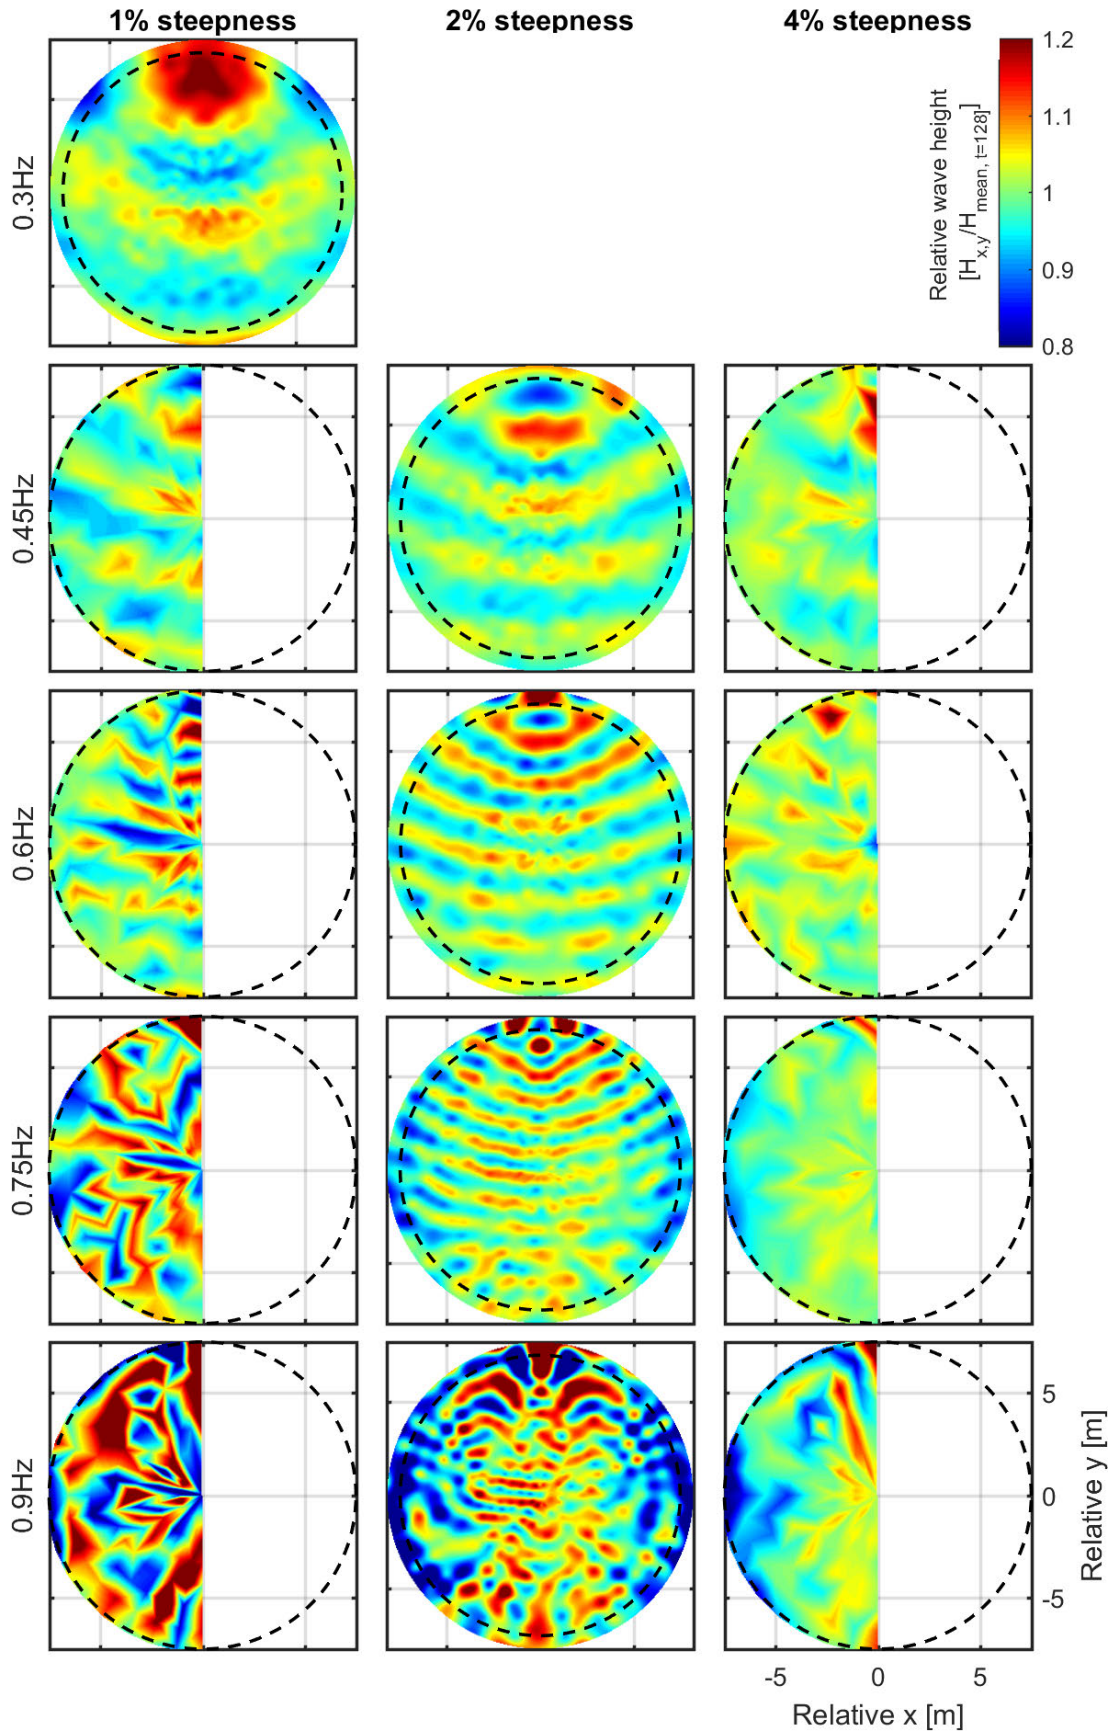 1% steepness
2% steepness
4% steepness
0.3Hz
Relative wave height
[Hx,y/Hmean, t=128]]
1.2
1.1
1
0.9
0.8
0.45Hz
0.6Hz
0.75Hz
0.9Hz
5
0
-5
Relative y [m]
-5 0 5
Relative x [m]